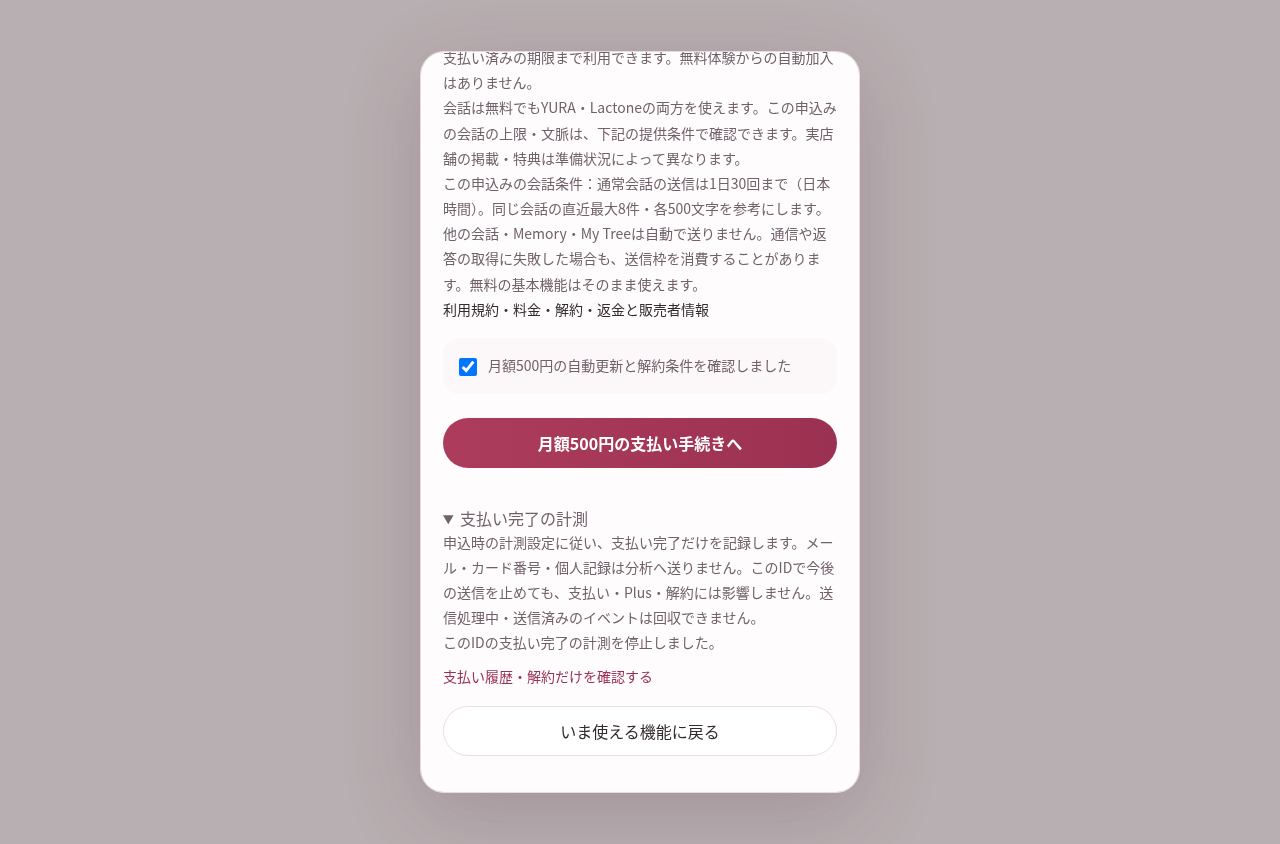 支払い済みの期限まで利用できます。無料体験からの自動加入
はありません。
会話は無料でもYURA・Lactoneの両方を使えます。この申込み
の会話の上限・文脈は、下記の提供条件で確認できます。実店
舗の掲載・特典は準備状況によって異なります。
この申込みの会話条件：通常会話の送信は1日30回まで（日本
時間）。同じ会話の直近最大8件・各500文字を参考にします。
他の会話・Memory・My Treeは自動で送りません。通信や返
答の取得に失敗した場合も、送信枠を消費することがありま
す。無料の基本機能はそのまま使えます。
利用規約・料金・解約・返金と販売者情報
月額500円の自動更新と解約条件を確認しました
月額500円の支払い手続きへ
▼ 支払い完了の計測
申込時の計測設定に従い、支払い完了だけを記録します。メー
ル・カード番号・個人記録は分析へ送りません。このIDで今後
の送信を止めても、支払い・Plus・解約には影響しません。送
信処理中・送信済みのイベントは回収できません。
このIDの支払い完了の計測を停止しました。
支払い履歴・解約だけを確認する
いま使える機能に戻る